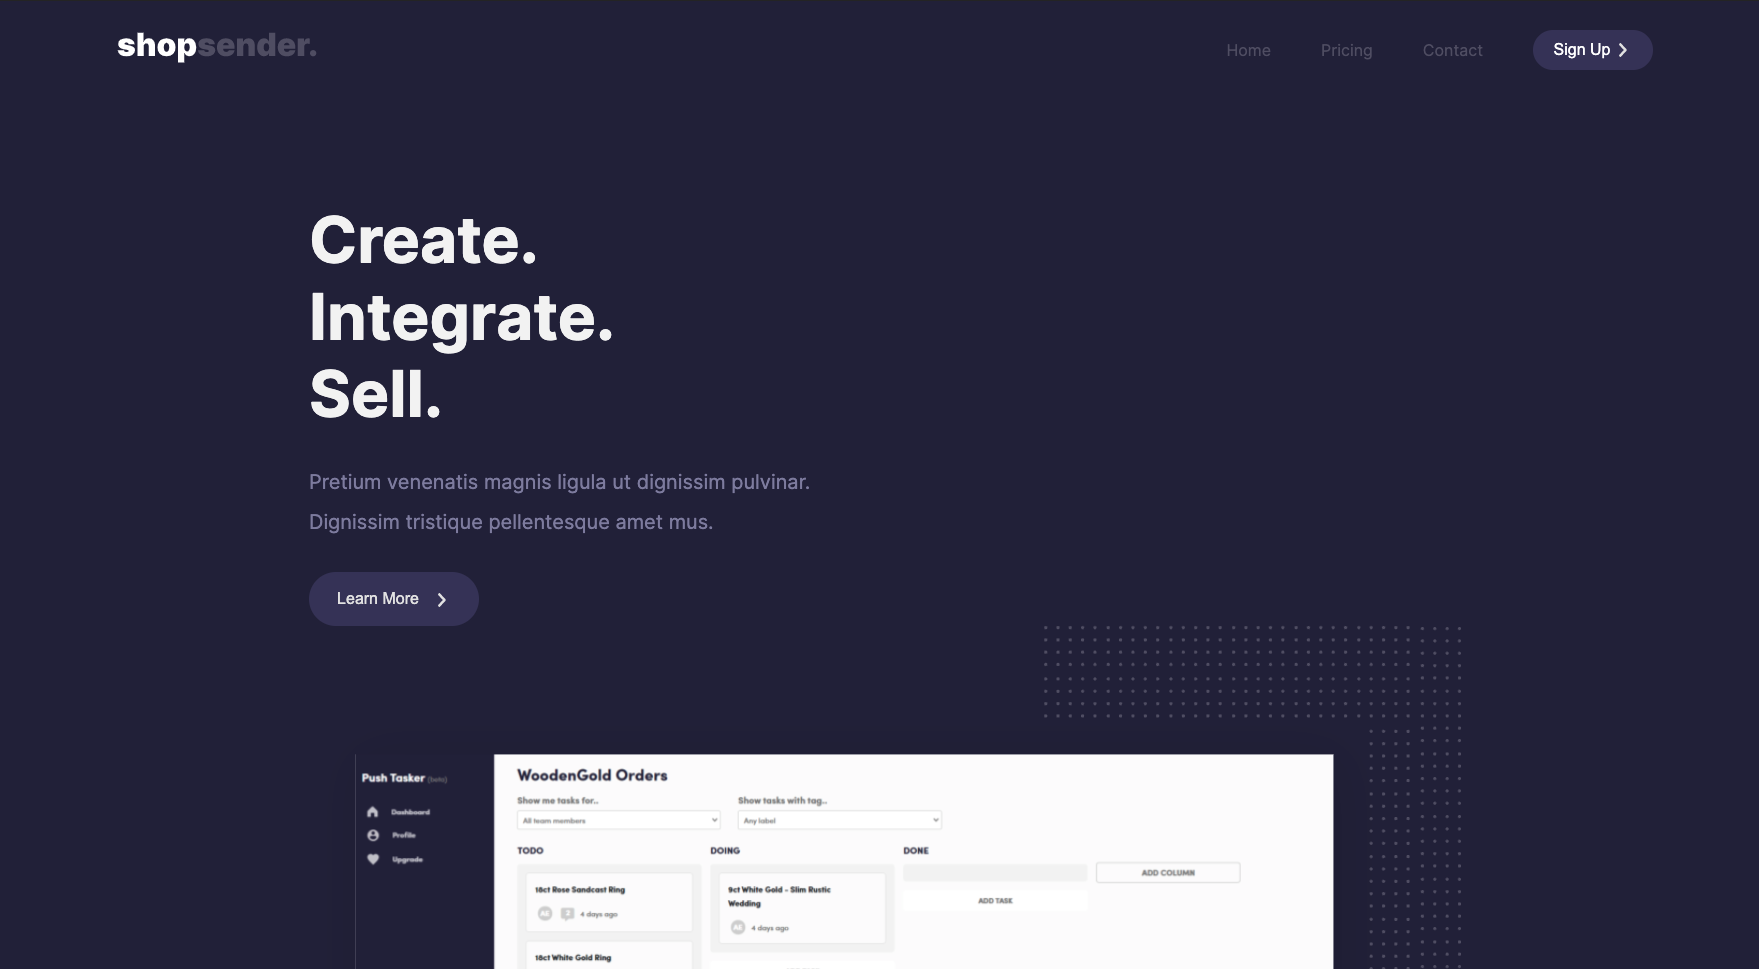 shopsender.
Home Pricing Contact Sign Up
Create.
Integrate.
Sell.
Pretium venenatis magnis ligula ut dignissim pulvinar.
Dignissim tristique pellentesque amet mus.
Learn More
Push Tasker (beta)
Dashboard
Profile
Upgrade
WoodenGold Orders
Show me tasks for.. Show tasks with tag..
All team members Any label
TODO DOING DONE
ADD COLUMN
18ct Rose Sandcast Ring
AE 2 4 days ago
18ct White Gold Ring
9ct White Gold - Slim Rustic
Wedding
AE 4 days ago
ADD TASK